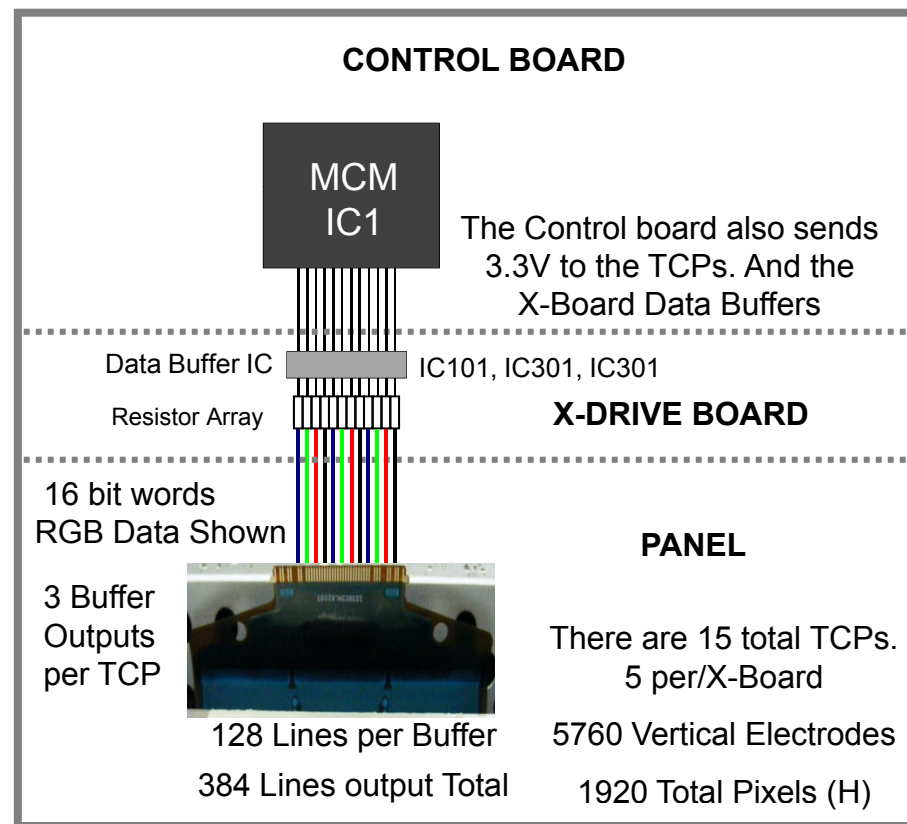 CONTROL BOARD
MCM
IC1
The Control board also sends
3.3V to the TCPs. And the
X-Board Data Buffers
Data Buffer IC
IC101, IC301, IC301
Resistor Array
X-DRIVE BOARD
16 bit words
RGB Data Shown
PANEL
3 Buffer
Outputs
per TCP
There are 15 total TCPs.
5 per/X-Board
128 Lines per Buffer
5760 Vertical Electrodes
384 Lines output Total
1920 Total Pixels (H)